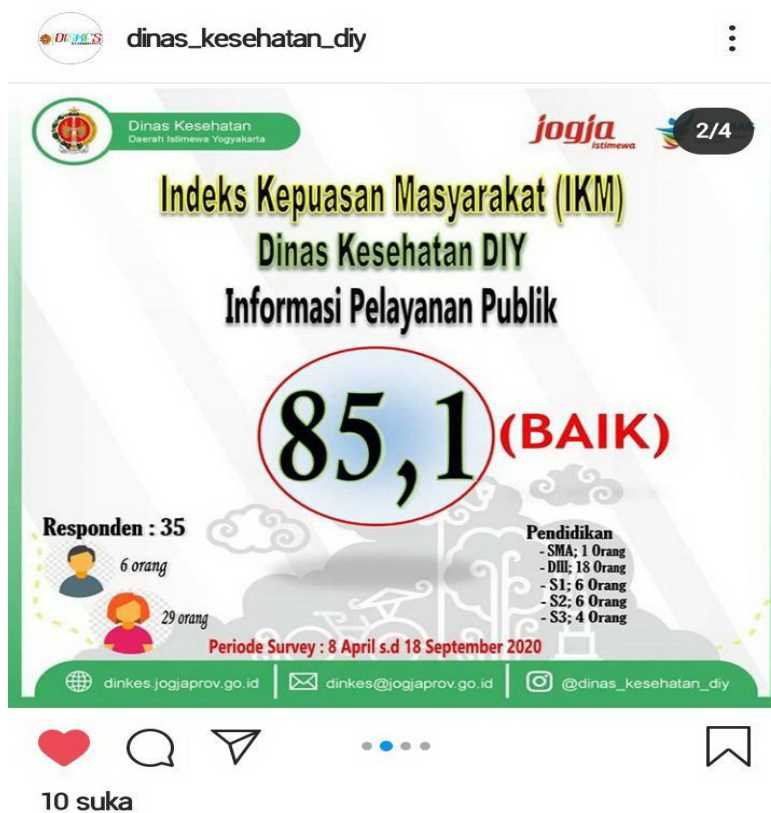 dinas_kesehatan_diy
Dinas Kesehatan
Daerah Istimewa Yogyakarta
jogja
istimewa
2/4
Indeks Kepuasan Masyarakat (IKM)
Dinas Kesehatan DIY
Informasi Pelayanan Publik
85,1 (BAIK)
Responden : 35
6 orang
29 orang
Pendidikan
- SMA; 1 Orang
- DIII; 18 Orang
- S1; 6 Orang
- S2; 6 Orang
- S3; 4 Orang
Periode Survey : 8 April s.d 18 September 2020
dinkes.jogjaprov.go.id
dinkes@jogjaprov.go.id
@dinas_kesehatan_diy
10 suka